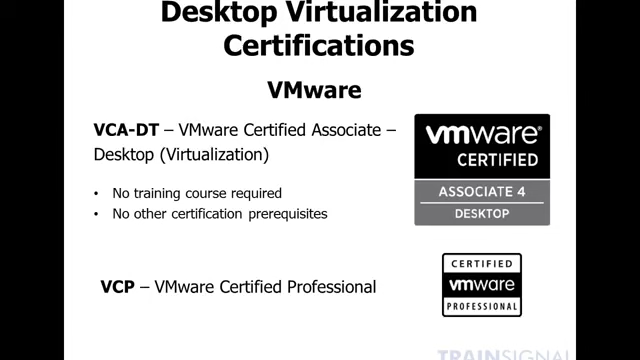 Desktop Virtualization
Certifications
VMware
VCA-DT – VMware Certified Associate –
Desktop (Virtualization)
• No training course required
• No other certification prerequisites
vmware®
CERTIFIED
ASSOCIATE 4
DESKTOP
VCP – VMware Certified Professional
CERTIFIED
vmware
PROFESSIONAL
TRAINSIGNAL